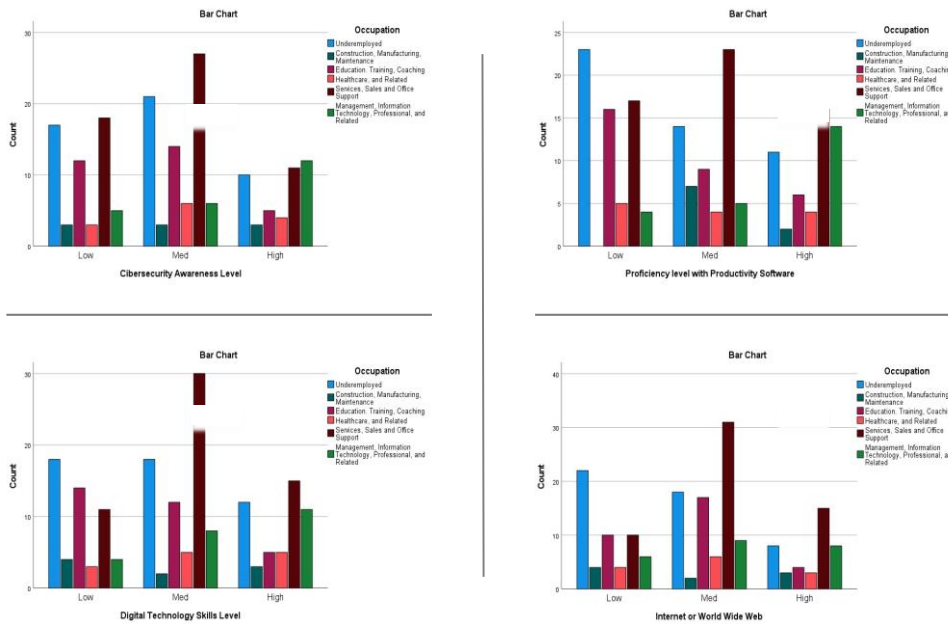 Bar Chart
Occupation
Underemployed
Construction, Manufacturing,
Maintenance
Education. Training, Coaching
Healthcare, and Related
Services, Sales and Office
Support
Management, Information
Technology, Professional, and
Related
Count
30
20
10
0
Low
Med
High
Cibersecurity Awareness Level
Bar Chart
Occupation
Underemployed
Construction, Manufacturing,
Maintenance
Education. Training, Coaching
Healthcare, and Related
Services, Sales and Office
Support
Management, Information
Technology, Professional, and
Related
Count
25
20
15
10
5
0
Low
Med
High
Proficiency level with Productivity Software
Bar Chart
Occupation
Underemployed
Construction, Manufacturing,
Maintenance
Education. Training, Coaching
Healthcare, and Related
Services, Sales and Office
Support
Management, Information
Technology, Professional, and
Related
Count
30
20
10
0
Low
Med
High
Digital Technology Skills Level
Bar Chart
Occupation
Underemployed
Construction, Manufacturing,
Maintenance
Education. Training, Coachi
Healthcare, and Related
Services, Sales and Office
Support
Management, Information
Technology, Professional, a
Related
Count
40
30
20
10
0
Low
Med
High
Internet or World Wide Web